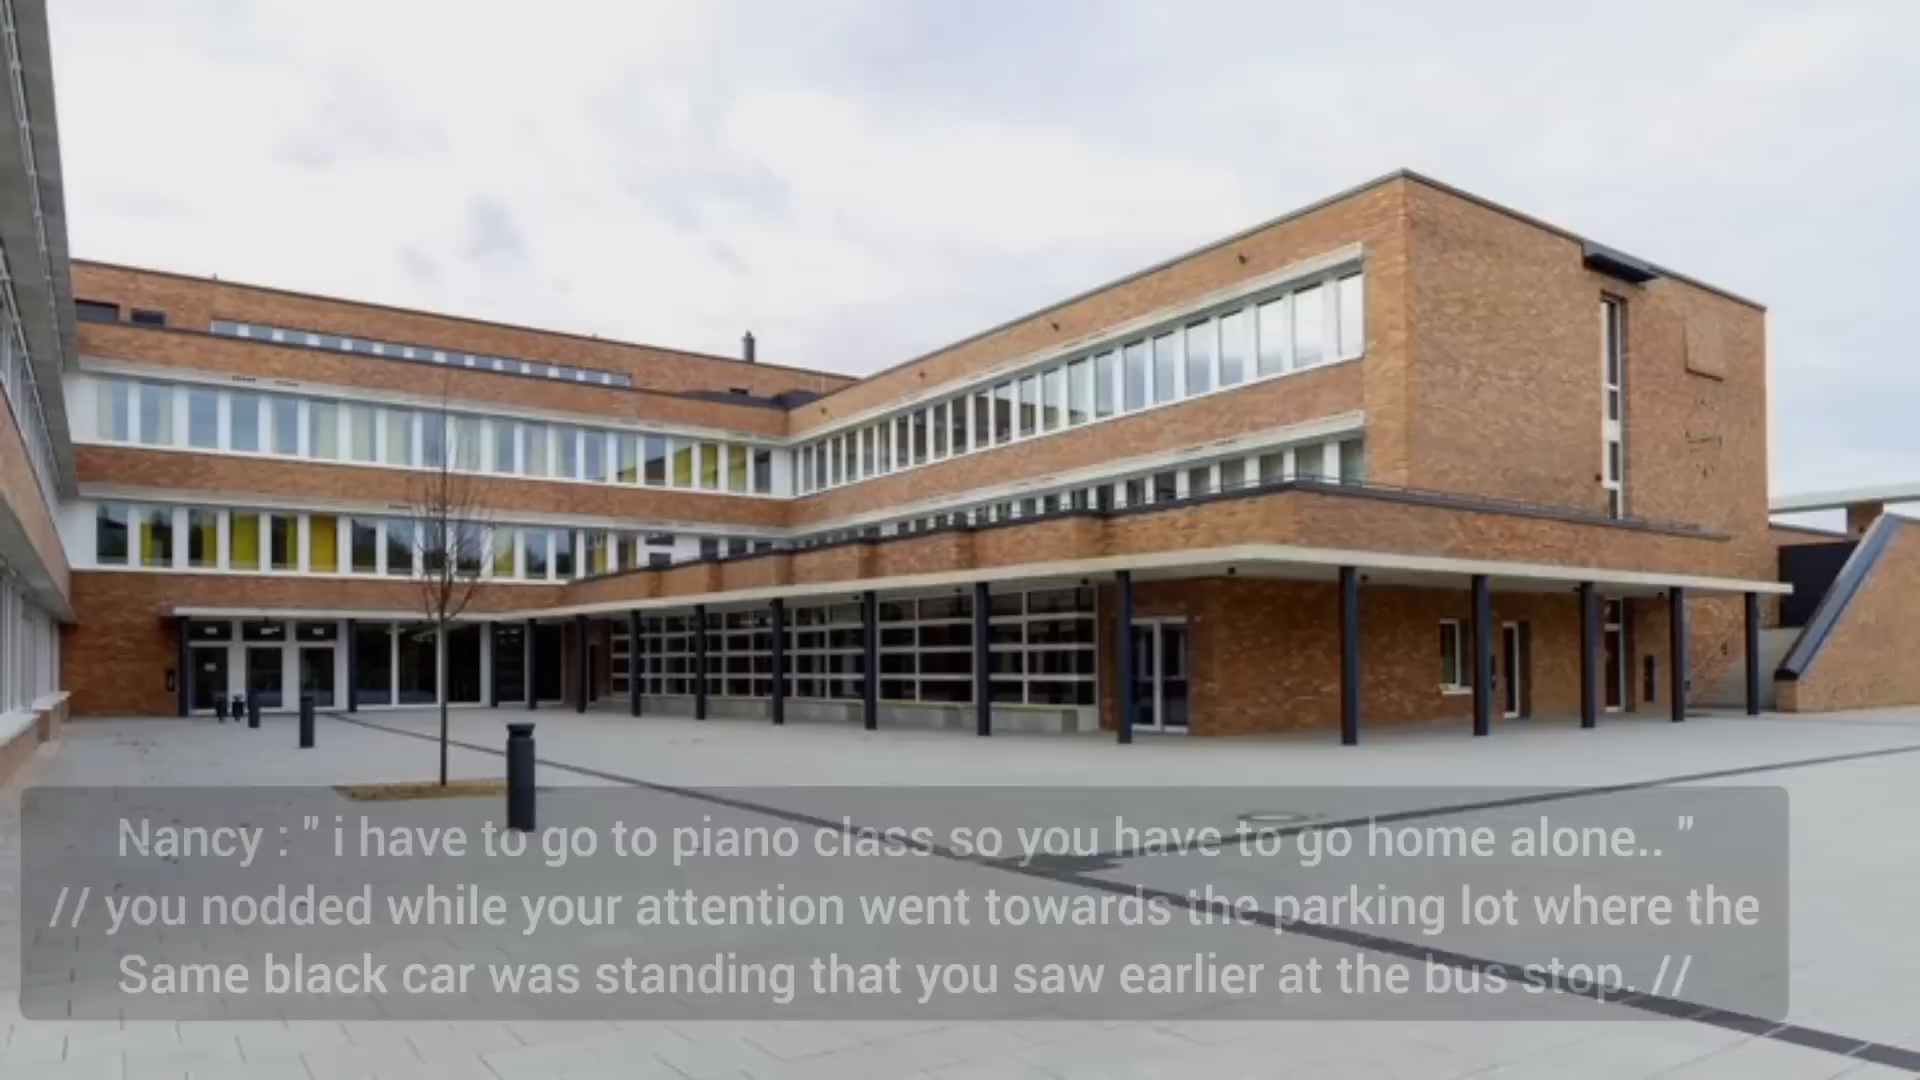 Nancy : " i have to go to piano class so you have to go home alone.. "
// you nodded while your attention went towards the parking lot where the
Same black car was standing that you saw earlier at the bus stop. //